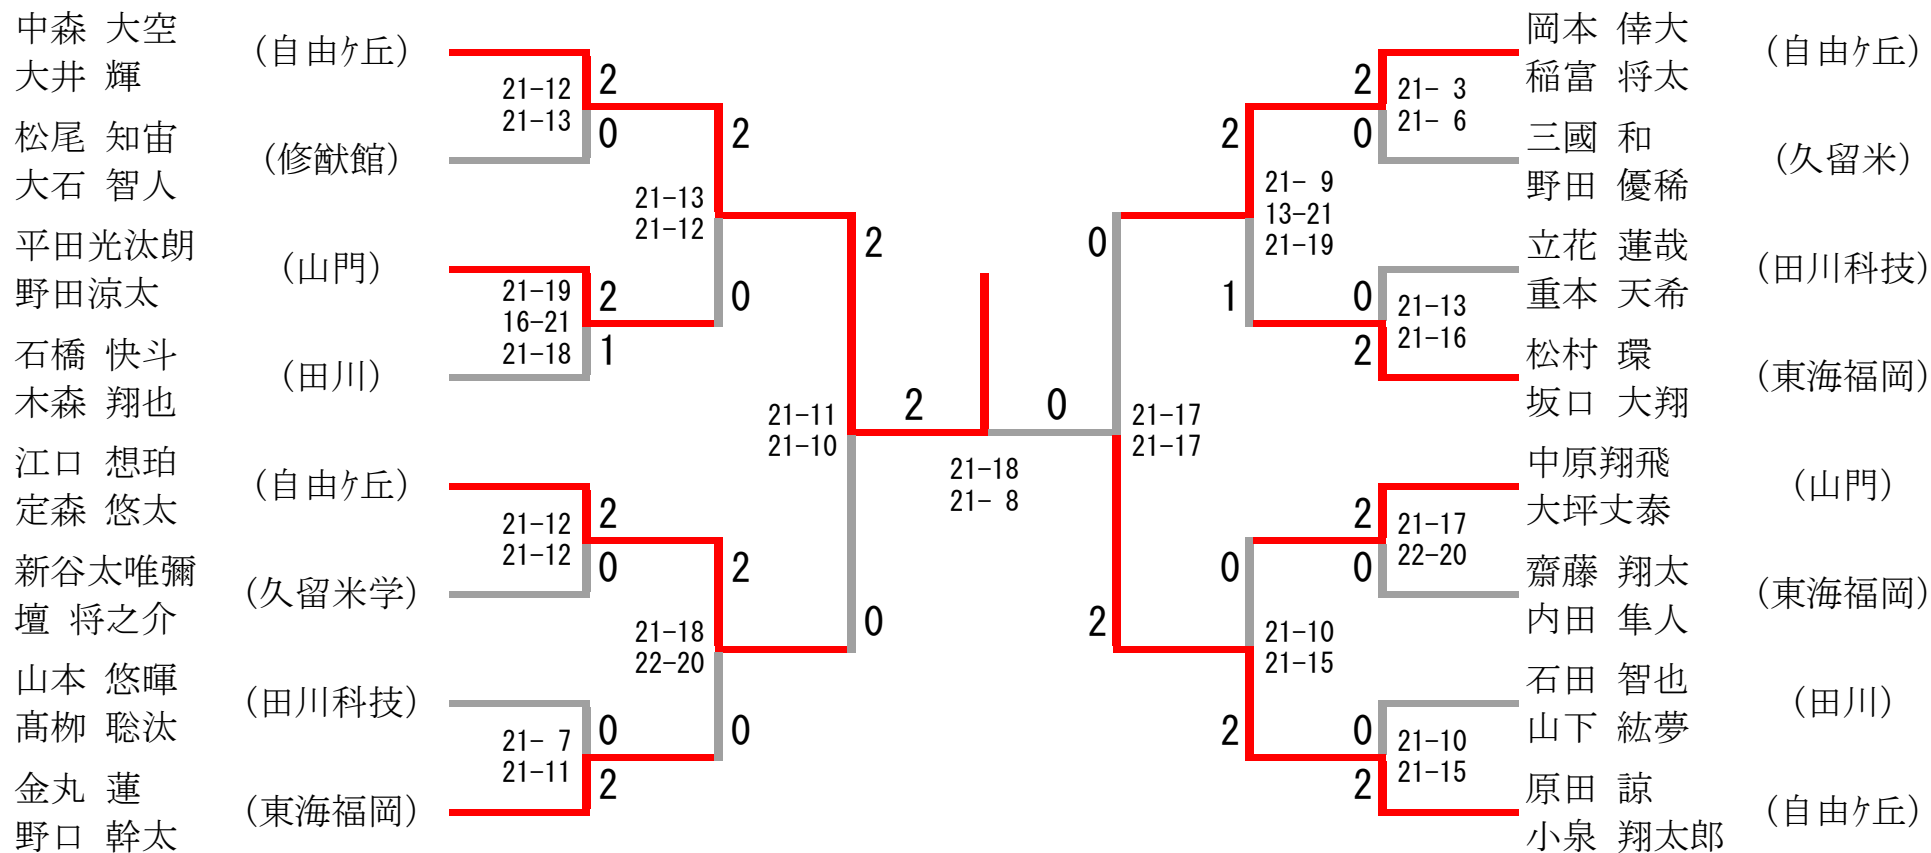 中森 大空
大井 輝
(自由ｹ丘)
松尾 知宙
大石 智人
(修猷館)
平田光汰朗
野田涼太
(山門)
石橋 快斗
木森 翔也
(田川)
江口 想珀
定森 悠太
(自由ｹ丘)
新谷太唯彌
壇 将之介
(久留米学)
山本 悠暉
髙栁 聡汰
(田川科技)
金丸 蓮
野口 幹太
(東海福岡)
21-12
21-13
2
0
21-19
16-21
21-18
2
1
21-12
21-12
2
0
21- 7
21-11
0
2
21-13
21-12
2
0
21-18
22-20
2
0
21-11
21-10
2
0
2
0
21-18
21- 8
0
2
21-17
21-17
2
1
21- 9
13-21
21-19
0
2
21-10
21-15
2
0
21- 3
21- 6
0
2
21-13
21-16
2
0
21-17
22-20
0
2
21-10
21-15
岡本 倖大
稲富 将太
(自由ｹ丘)
三國 和
野田 優稀
(久留米)
立花 蓮哉
重本 天希
(田川科技)
松村 環
坂口 大翔
(東海福岡)
中原翔飛
大坪丈泰
(山門)
齋藤 翔太
内田 隼人
(東海福岡)
石田 智也
山下 紘夢
(田川)
原田 諒
小泉 翔太郎
(自由ｹ丘)